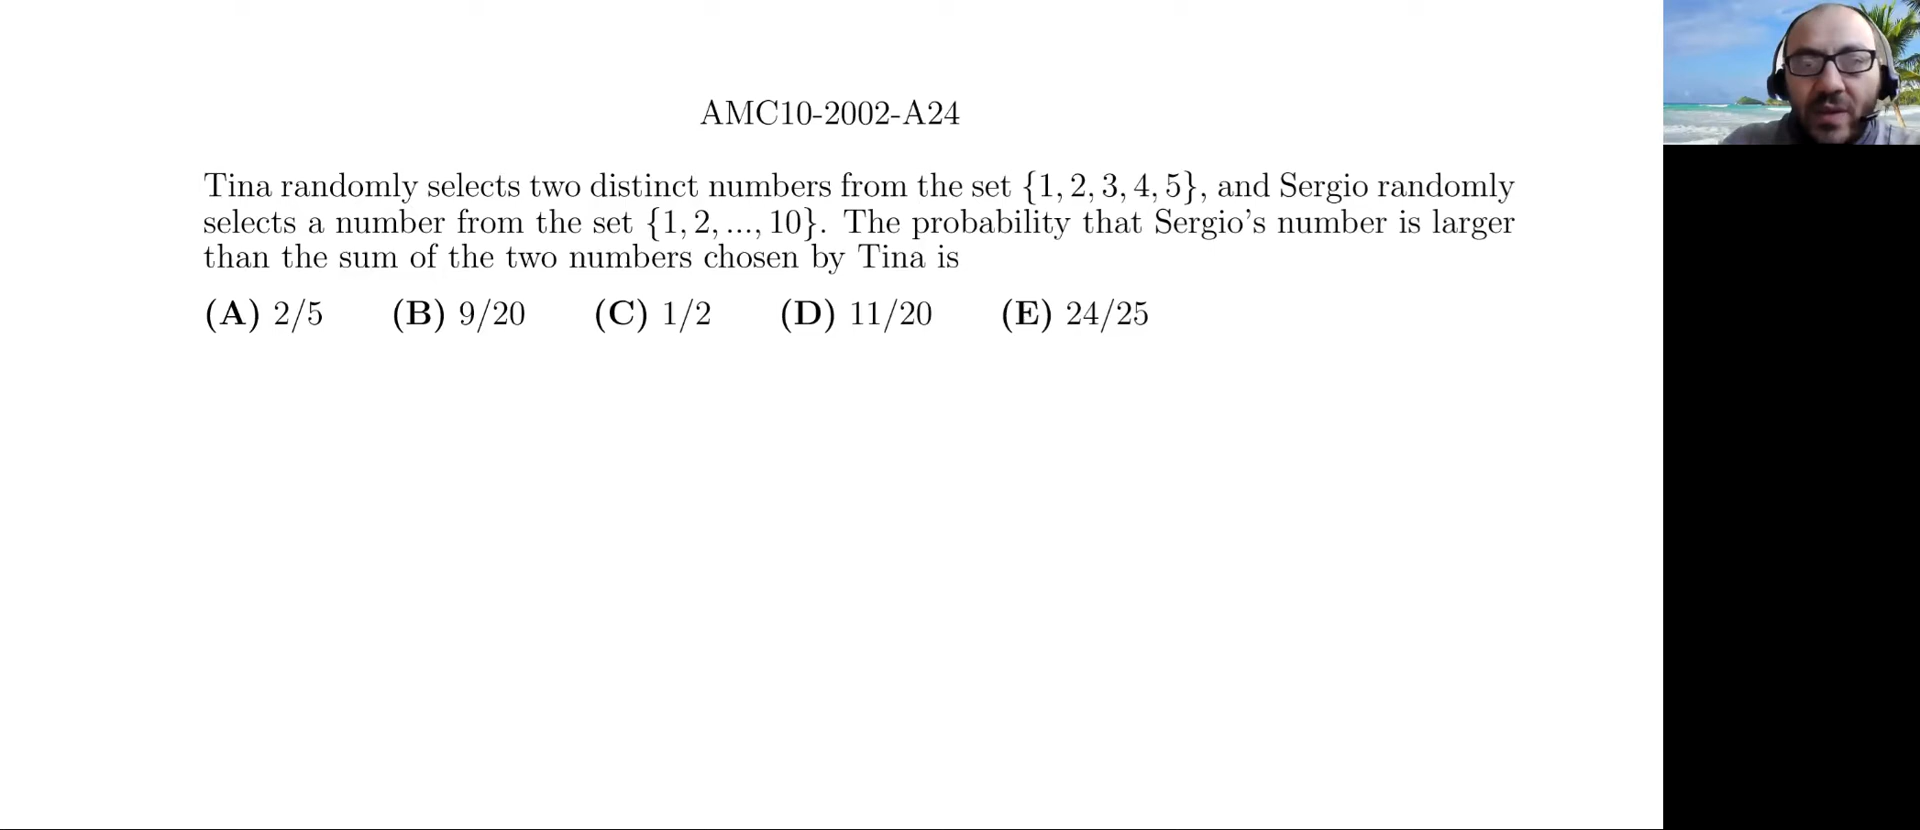 AMC10-2002-A24
Tina randomly selects two distinct numbers from the set {1, 2, 3, 4, 5}, and Sergio randomly
selects a number from the set {1, 2, ..., 10}. The probability that Sergio's number is larger
than the sum of the two numbers chosen by Tina is
(A) 2/5 (B) 9/20 (C) 1/2 (D) 11/20 (E) 24/25